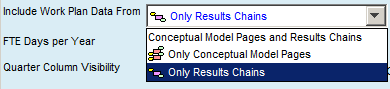 Include Work Plan Data From Only Results Chains
FTE Days per Year Conceptual Model Pages and Results Chains
Only Conceptual Model Pages
Quarter Column Visibility Only Results Chains